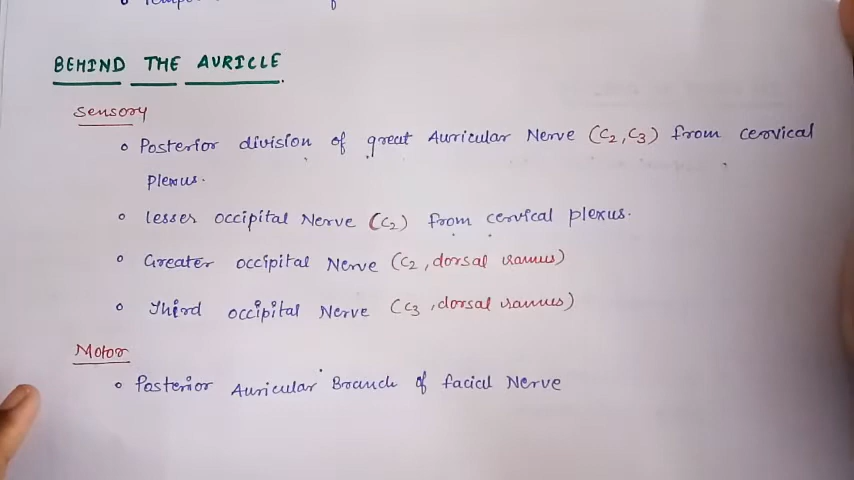 BEHIND THE AURICLE.
Sensory
o Posterior division of great Auricular Nerve (C2, C3) from cervical
plexus.
o lesser occipital Nerve (C2) from cervical plexus.
o Greater occipital Nerve (C2, dorsal ramus)
o Third occipital Nerve (C3, dorsal ramus)
Motor
o Posterior Auricular Branch of facial Nerve